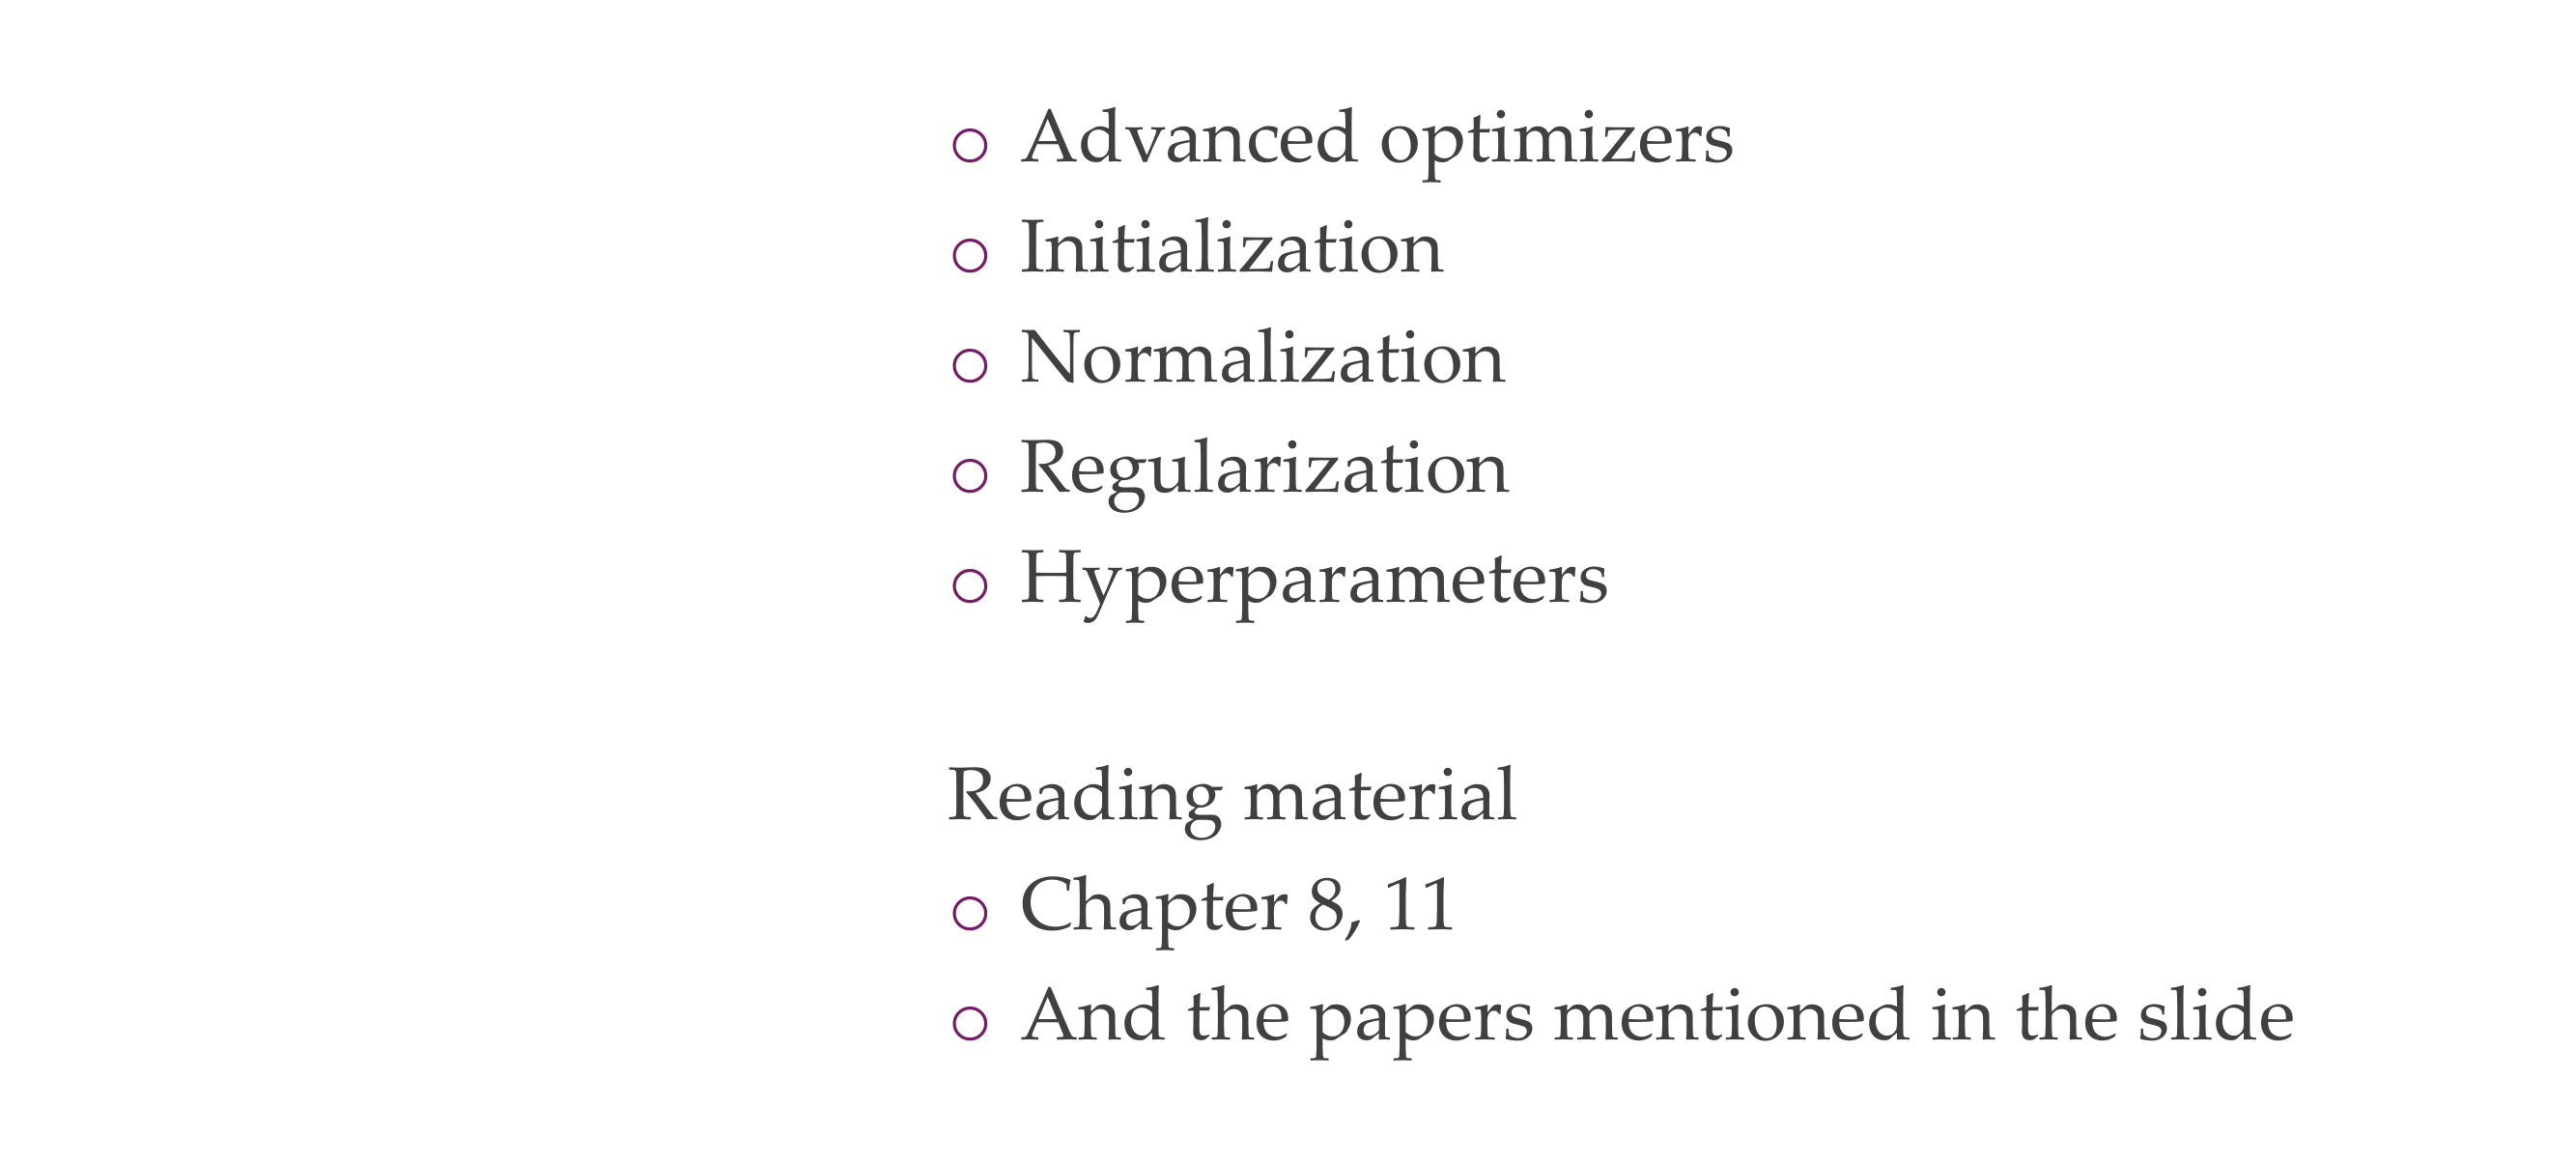 ○ Advanced optimizers
○ Initialization
○ Normalization
○ Regularization
○ Hyperparameters
Reading material
○ Chapter 8, 11
○ And the papers mentioned in the slide